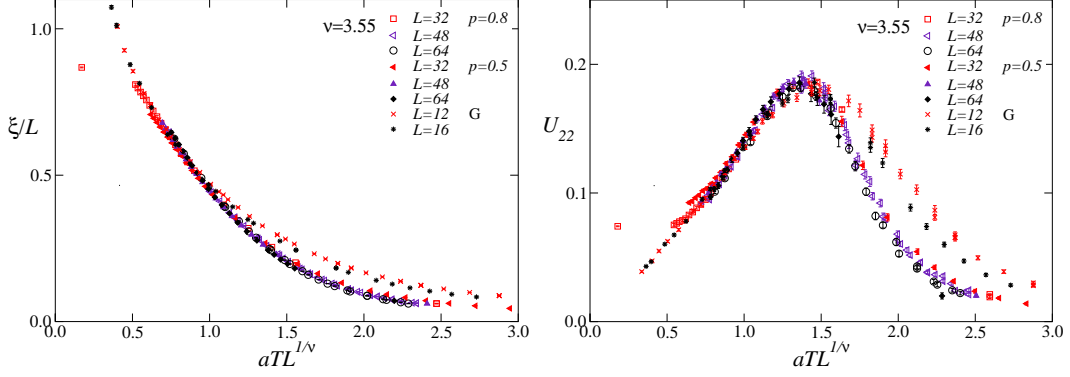 ν=3.55
L=32 p=0.8
L=48
L=64
L=32 p=0.5
L=48
L=64
L=12 G
L=16
1.0
0.5
0.0
ξ/L
0.0 0.5 1.0 1.5 2.0 2.5 3.0
aTL^{1/ν}
ν=3.55
L=32 p=0.8
L=48
L=64
L=32 p=0.5
L=48
L=64
L=12 G
L=16
0.2
0.1
0.0
U_{22}
0.0 0.5 1.0 1.5 2.0 2.5 3.0
aTL^{1/ν}